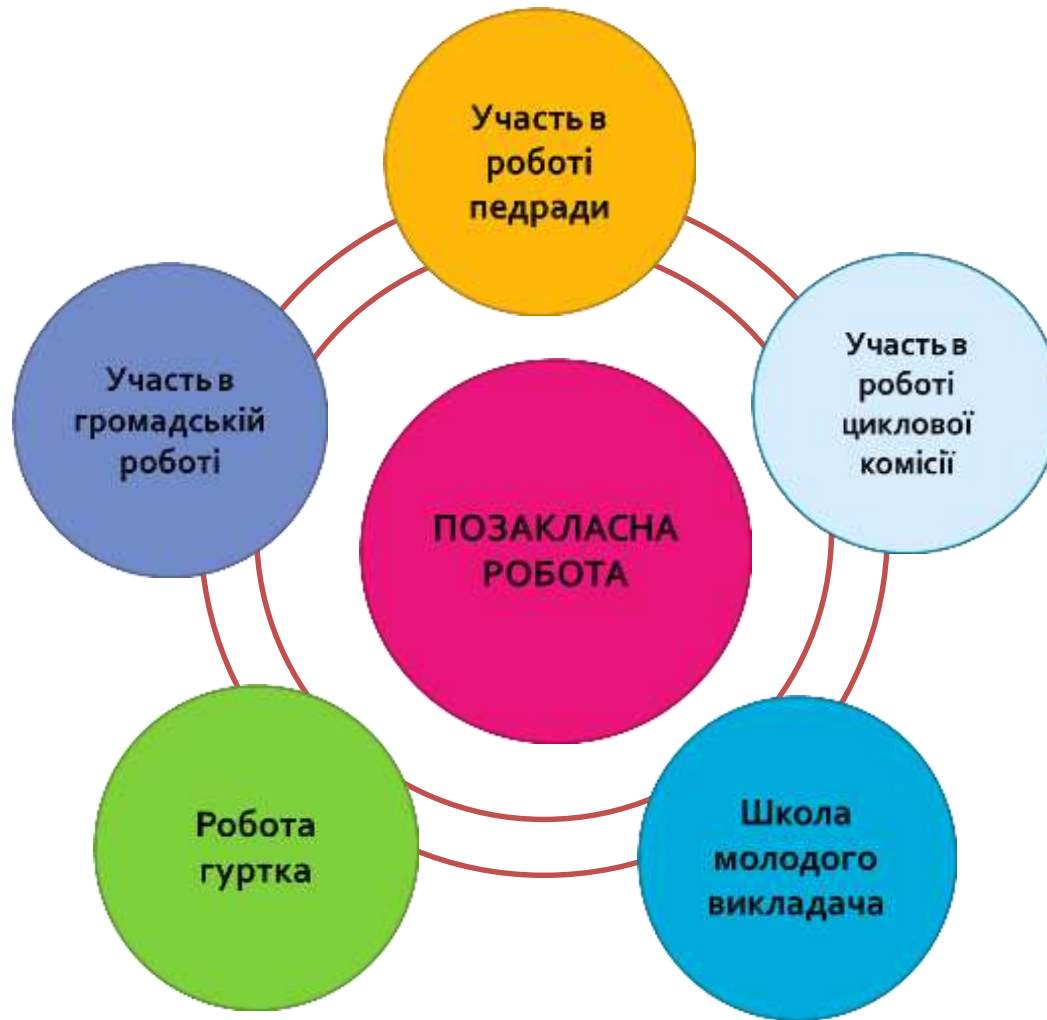 Участь в
роботі
педради
Участь в
роботі
циклової
комісії
Участь в
громадській
роботі
ПОЗАКЛАСНА
РОБОТА
Робота
гуртка
Школа
молодого
викладача